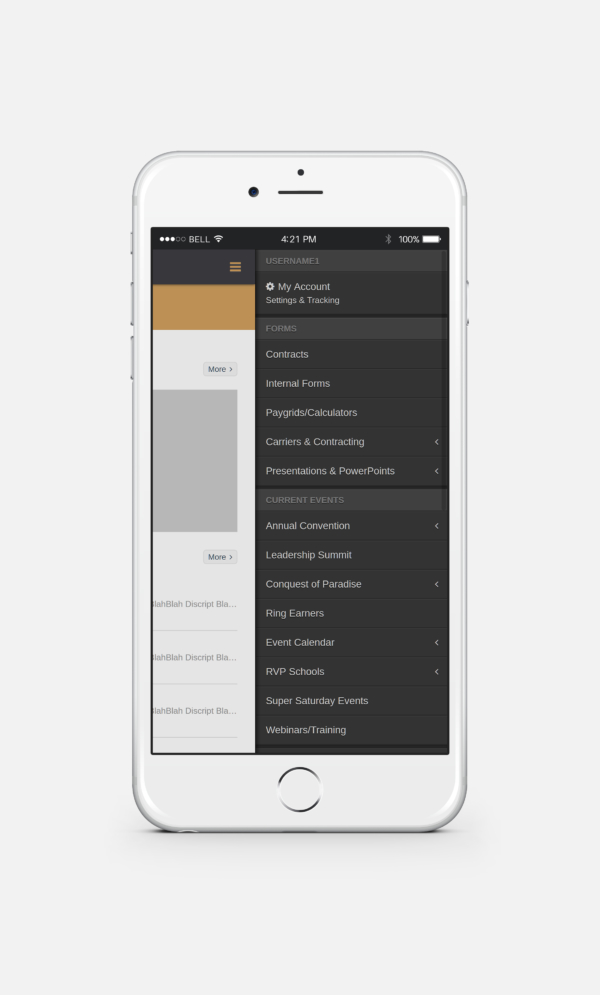 BELL 4:21 PM 100%
USERNAME1
My Account
Settings & Tracking
FORMS
Contracts
Internal Forms
Paygrids/Calculators
Carriers & Contracting
Presentations & PowerPoints
CURRENT EVENTS
Annual Convention
Leadership Summit
Conquest of Paradise
Ring Earners
Event Calendar
RVP Schools
Super Saturday Events
Webinars/Training
More
More
lahBlah Discript Bla...
lahBlah Discript Bla...
lahBlah Discript Bla...